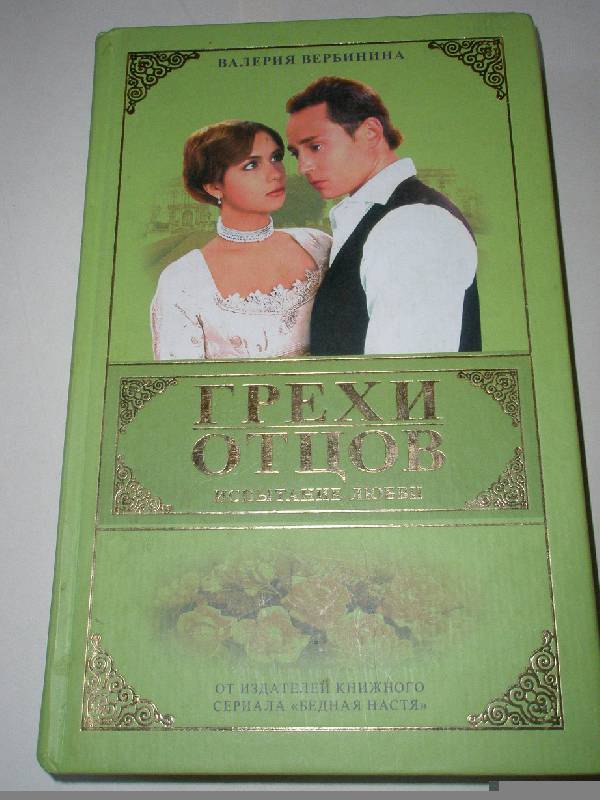 ВАЛЕРИЯ ВЕРБИНИНА
ГРЕХИ
ОТЦОВ
ИСПЫТАНИЕ ЛЮБВИ
ОТ ИЗДАТЕЛЕЙ КНИЖНОГО
СЕРИАЛА «БЕДНАЯ НАСТЯ»